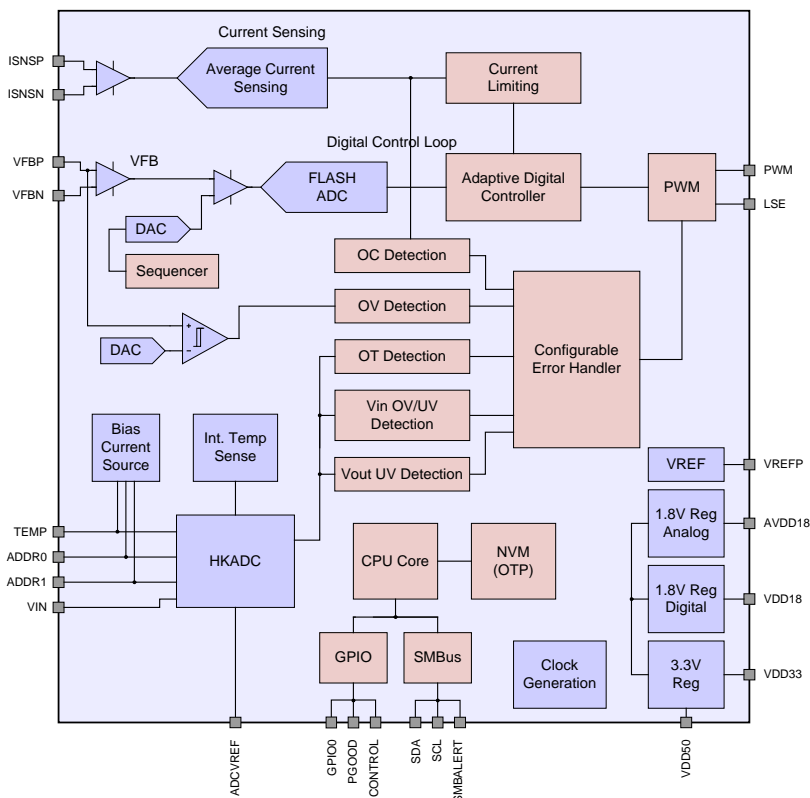 Current Sensing
ISNSP
ISNSN
Average Current
Sensing
Current
Limiting
Digital Control Loop
VFBP
VFBN
VFB
FLASH
ADC
Adaptive Digital
Controller
PWM
PWM
LSE
DAC
Sequencer
OC Detection
OV Detection
DAC
+
-
OT Detection
Configurable
Error Handler
Vin OV/UV
Detection
Vout UV Detection
Bias
Current
Source
Int. Temp
Sense
VREF
VREFP
TEMP
ADDR0
ADDR1
VIN
HKADC
CPU Core
NVM
(OTP)
1.8V Reg
Analog
AVDD18
1.8V Reg
Digital
VDD18
GPIO
SMBus
Clock
Generation
3.3V
Reg
VDD33
ADCVREF
GPIO0
PGOOD
CONTROL
SDA
SCL
SMBALERT
VDD50